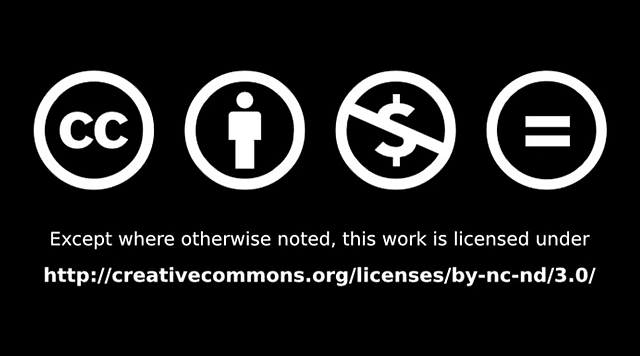 cc
$
=
Except where otherwise noted, this work is licensed under
http://creativecommons.org/licenses/by-nc-nd/3.0/